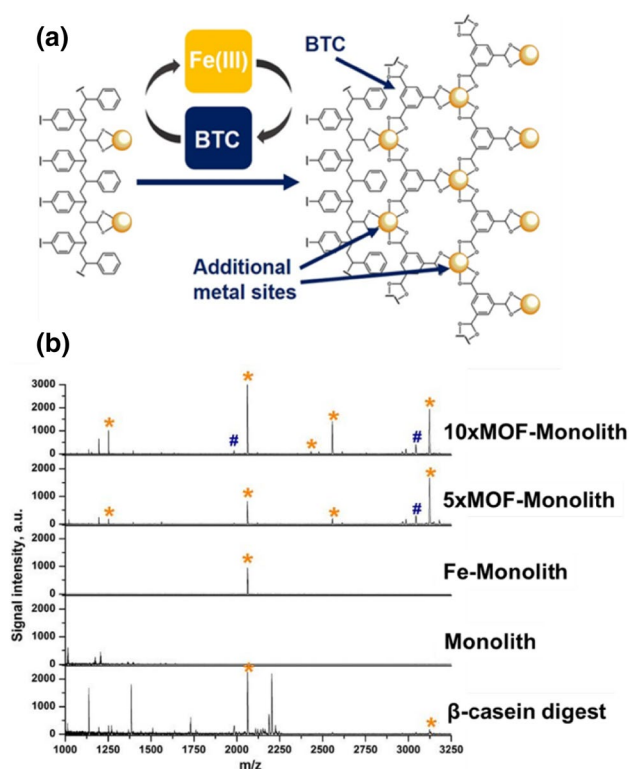 (a)
Fe(III)
BTC
BTC
I
I
I
I
I
I
I
I
Additional
metal sites
(b)
Signal intensity, a.u.
3000
2000
1000
0
* * * * * # #
10xMOF-Monolith
2000
1000
0
* * * * #
5xMOF-Monolith
2000
1000
0
*
Fe-Monolith
2000
1000
0
Monolith
2000
1000
0
* *
β-casein digest
1000 1250 1500 1750 2000 2250 2500 2750 3000 3250
m/z